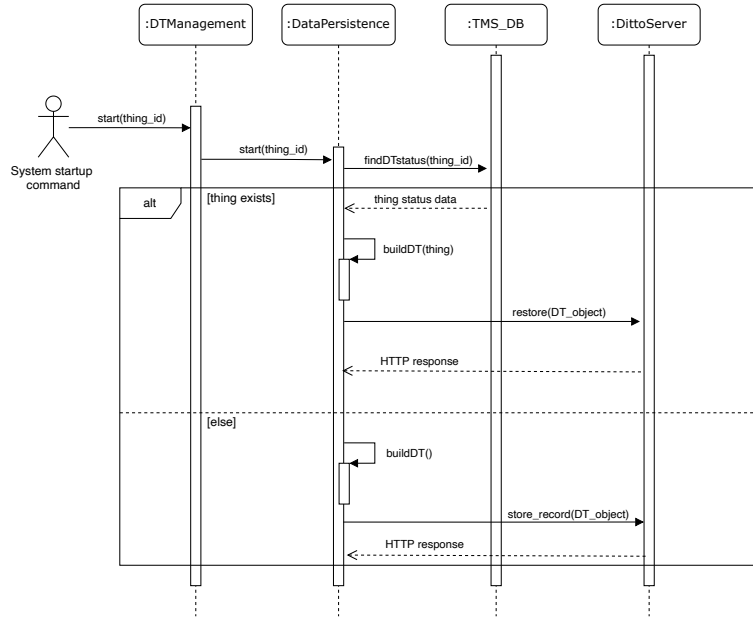 :DTManagement
:DataPersistence
:TMS_DB
:DittoServer
start(thing_id)
System startup
command
start(thing_id)
findDTstatus(thing_id)
alt
[thing exists]
thing status data
buildDT(thing)
restore(DT_object)
HTTP response
[else]
buildDT()
store_record(DT_object)
HTTP response